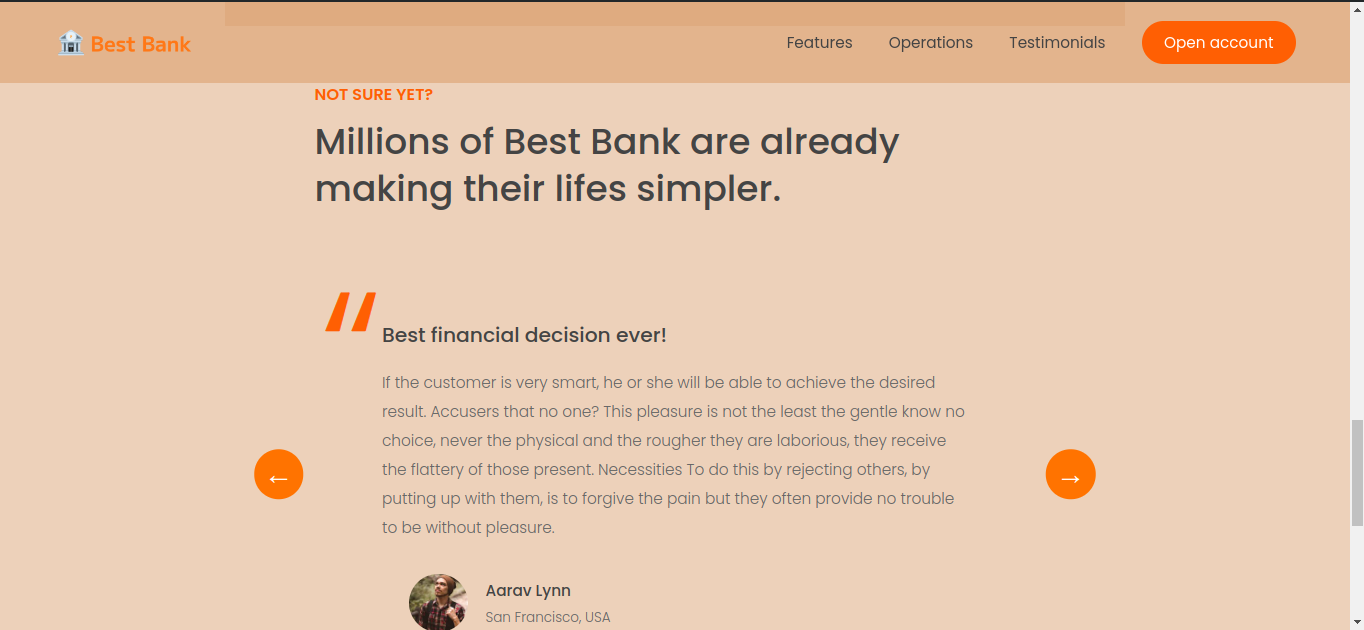 Best Bank
Features
Operations
Testimonials
Open account
NOT SURE YET?
Millions of Best Bank are already
making their lifes simpler.
“
Best financial decision ever!
If the customer is very smart, he or she will be able to achieve the desired
result. Accusers that no one? This pleasure is not the least the gentle know no
choice, never the physical and the rougher they are laborious, they receive
the flattery of those present. Necessities To do this by rejecting others, by
putting up with them, is to forgive the pain but they often provide no trouble
to be without pleasure.
←
→
Aarav Lynn
San Francisco, USA